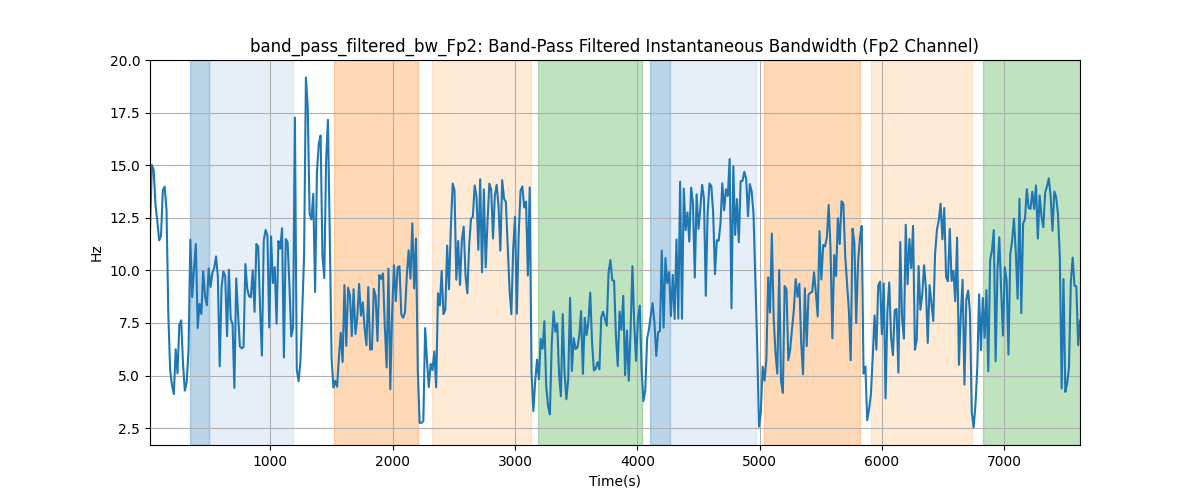 band_pass_filtered_bw_Fp2: Band-Pass Filtered Instantaneous Bandwidth (Fp2 Channel)
20.0
17.5
15.0
12.5
10.0
7.5
5.0
2.5
Hz
1000 2000 3000 4000 5000 6000 7000
Time(s)